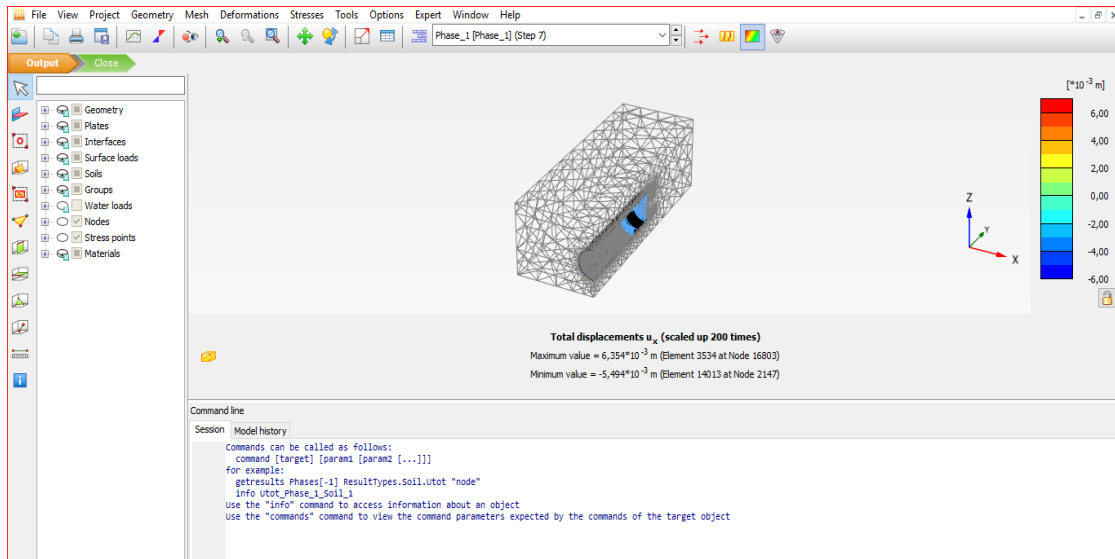 File View Project Geometry Mesh Deformations Stresses Tools Options Expert Window Help
Phase_1 [Phase_1] (Step 7)
Output Close
Geometry
Plates
Interfaces
Surface loads
Soils
Groups
Water loads
Nodes
Stress points
Materials
[*10 -3 m]
6,00
4,00
2,00
0,00
-2,00
-4,00
-6,00
Z
Y
X
Total displacements ux (scaled up 200 times)
Maximum value = 6,354*10 -3 m (Element 3534 at Node 16803)
Minimum value = -5,494*10 -3 m (Element 14013 at Node 2147)
Command line
Session Model history
Commands can be called as follows:
command [target] [param1 [param2 [...]]]
for example:
getresults Phases[-1] ResultTypes.Soil.Utot "node"
info Utot_Phase_1_Soil_1
Use the "info" command to access information about an object
Use the "commands" command to view the command parameters expected by the commands of the target object